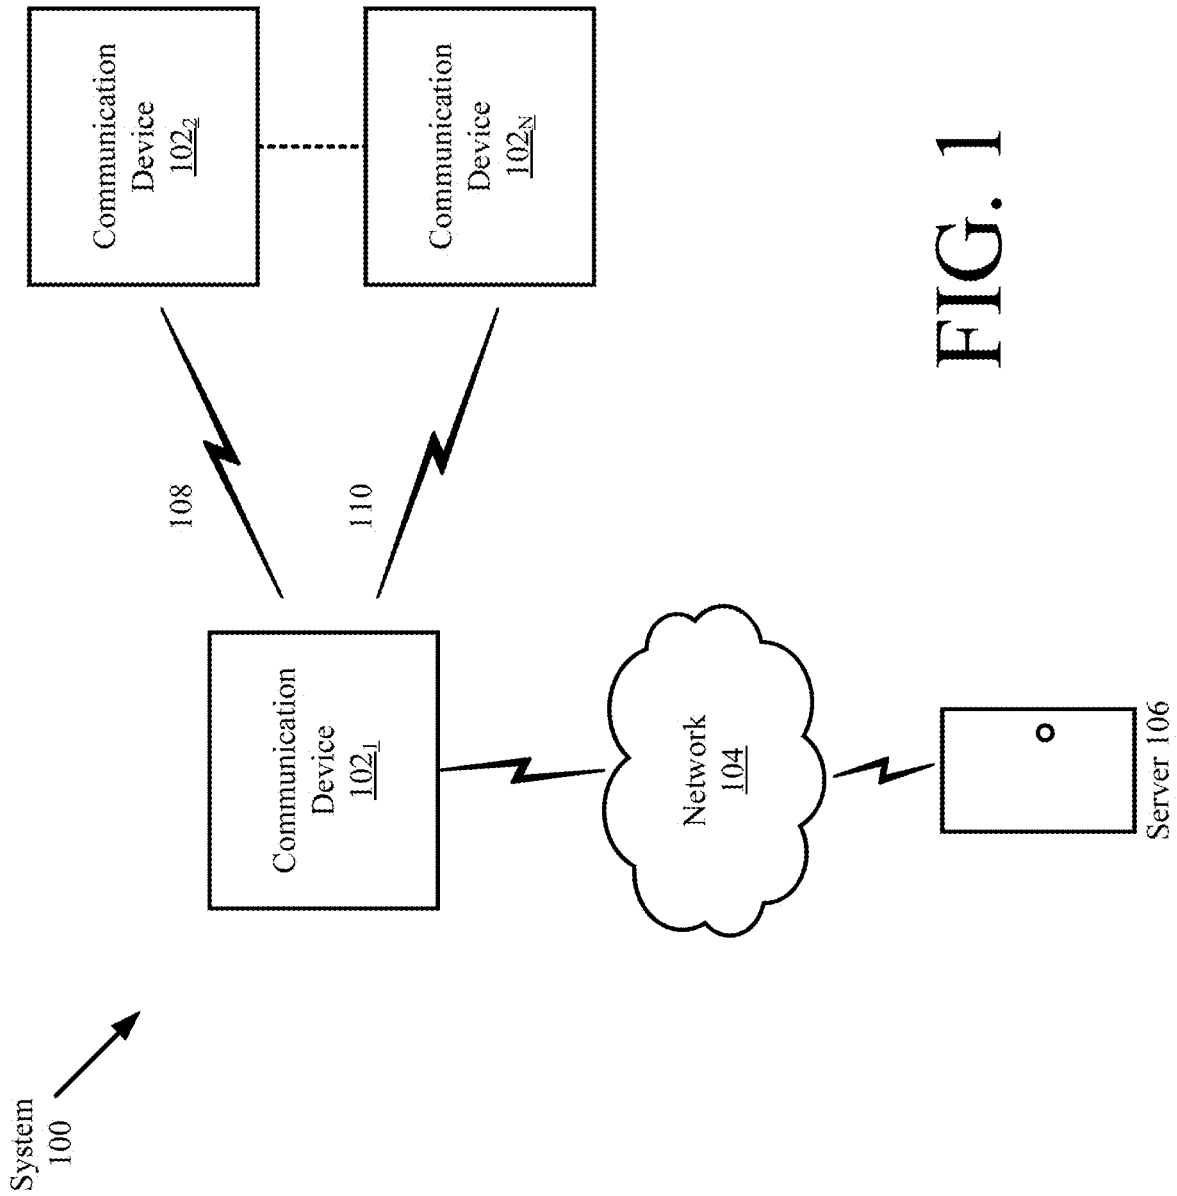 System
100
Communication
Device
102₁
108
110
Communication
Device
102₂
Communication
Device
102N
Network
104
Server 106
FIG. 1